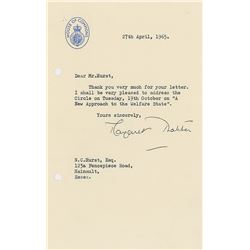 HOUSE OF COMMONS
27th April, 1965.
Dear Mr.Hurst,
Thank you very much for your letter.
I shall be very pleased to address the
Circle on Tuesday, 19th October on "A
New Approach to the Welfare State".
Yours sincerely,
Margaret Thatcher
N.C.Hurst, Esq.
123a Fencepiece Road,
Hainault,
Essex.